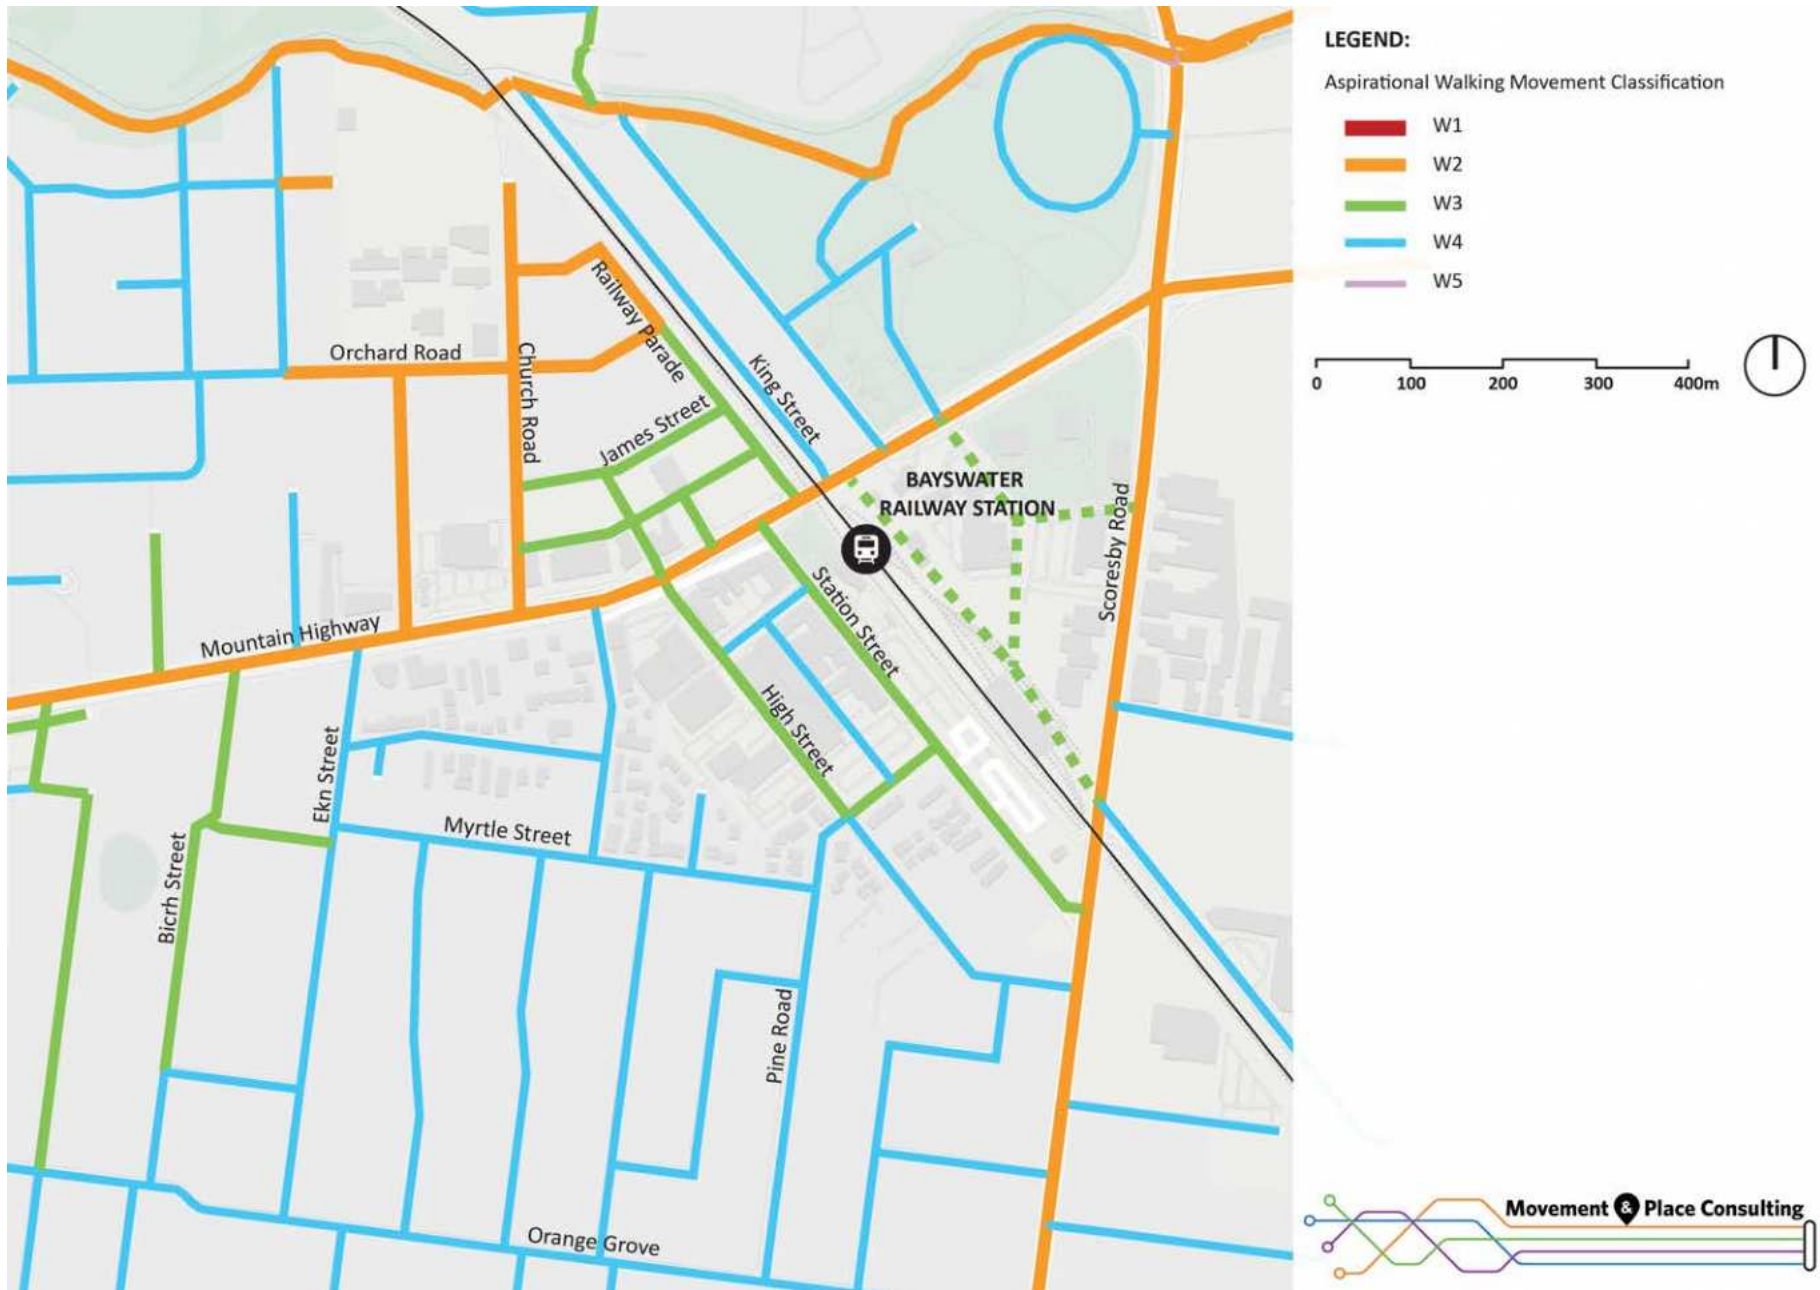 LEGEND:
Aspirational Walking Movement Classification
W1
W2
W3
W4
W5
0 100 200 300 400m
Railway Parade
Orchard Road
Church Road
King Street
James Street
BAYSWATER
RAILWAY STATION
Scoresby Road
Station Street
Mountain Highway
High Street
Ekn Street
Myrtle Street
Bicrh Street
Pine Road
Orange Grove
Movement & Place Consulting